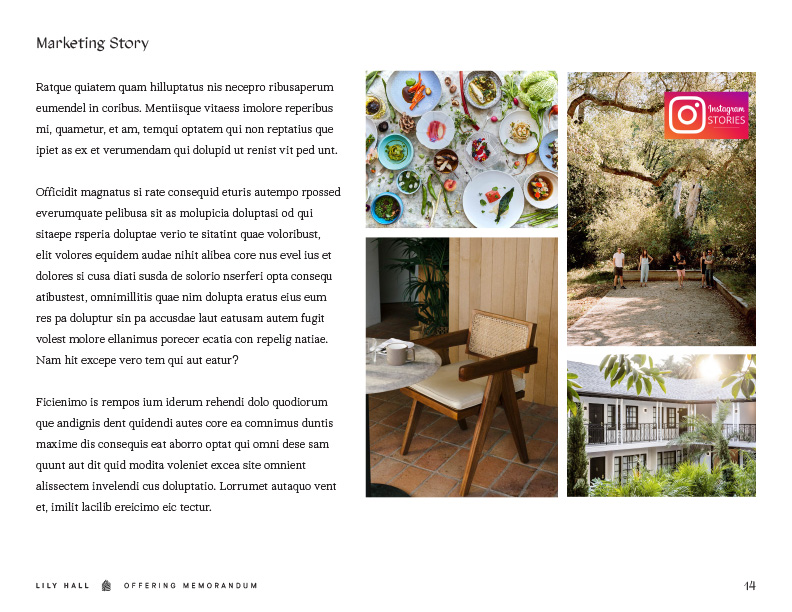 Marketing Story
Ratque quiatem quam hilluptatus nis necepro ribusaperum
eumendel in coribus. Mentiisque vitaess imolore reperibus
mi, quametur, et am, temqui optatem qui non reptatius que
ipiet as ex et verumendam qui dolupid ut renist vit ped unt.
Officidit magnatus si rate consequid eturis autempo rpossed
everumquate pelibusa sit as molupicia doluptasi od qui
sitaepe rsperia doluptae verio te sitatint quae voloribust,
elit volores equidem audae nihit alibea core nus evel ius et
dolores si cusa diati susda de solorio nserferi opta consequ
atibustest, omnimillitis quae nim dolupta eratus eius eum
res pa doluptur sin pa accusdae laut eatusam autem fugit
volest molore ellanimus porecer ecatia con repelig natiae.
Nam hit excepe vero tem qui aut eatur?
Ficienimo is rempos ium iderum rehendi dolo quodiorum
que andignis dent quidendi autes core ea comnimus duntis
maxime dis consequis eat aborro optat qui omni dese sam
quunt aut dit quid modita voleniet excea site omnient
alissectem invelendi cus doluptatio. Lorrumet autaquo vent
et, imilit lacilib ereicimo eic tectur.
Instagram
STORIES
LILY HALL OFFERING MEMORANDUM
14